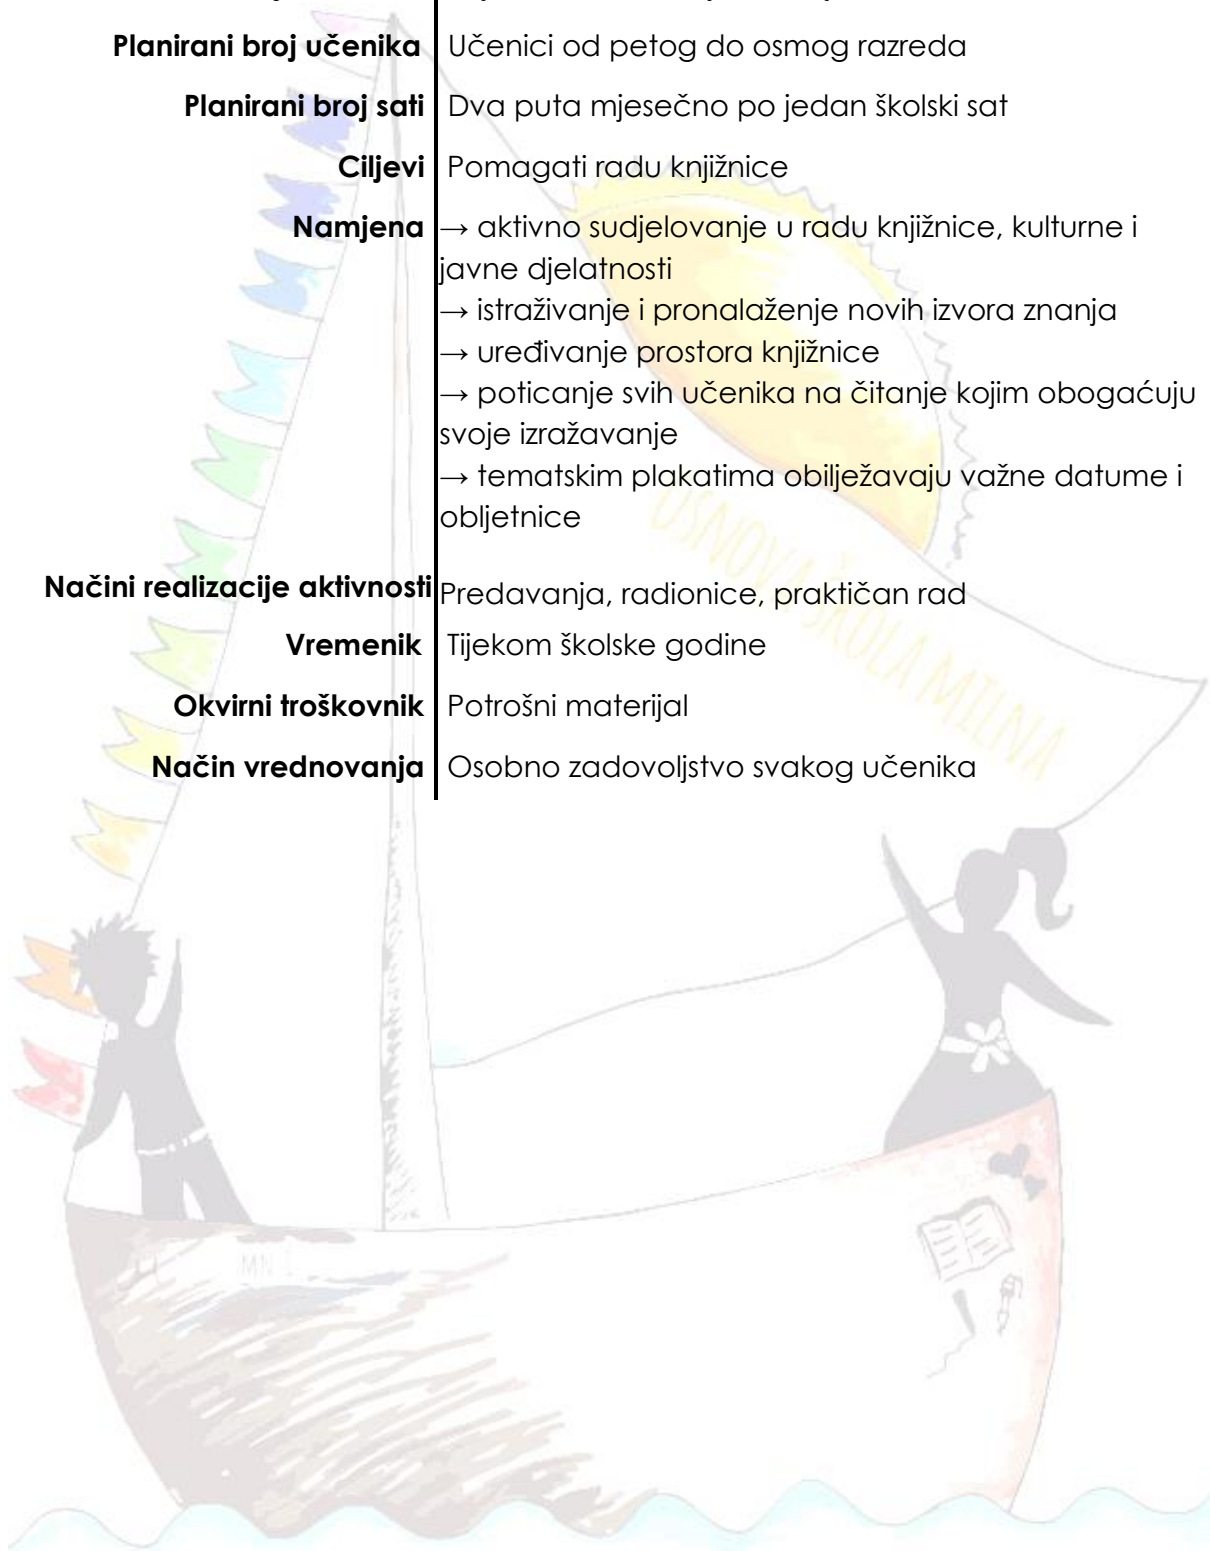 Planirani broj učenika Učenici od petog do osmog razreda
Planirani broj sati Dva puta mjesečno po jedan školski sat
Ciljevi Pomagati radu knjižnice
Namjena → aktivno sudjelovanje u radu knjižnice, kulturne i
javne djelatnosti
→ istraživanje i pronalaženje novih izvora znanja
→ uređivanje prostora knjižnice
→ poticanje svih učenika na čitanje kojim obogaćuju
svoje izražavanje
→ tematskim plakatima obilježavaju važne datume i
obljetnice
Načini realizacije aktivnosti Predavanja, radionice, praktičan rad
Vremenik Tijekom školske godine
Okvirni troškovnik Potrošni materijal
Način vrednovanja Osobno zadovoljstvo svakog učenika
OSNOVNA ŠKOLA MILNA